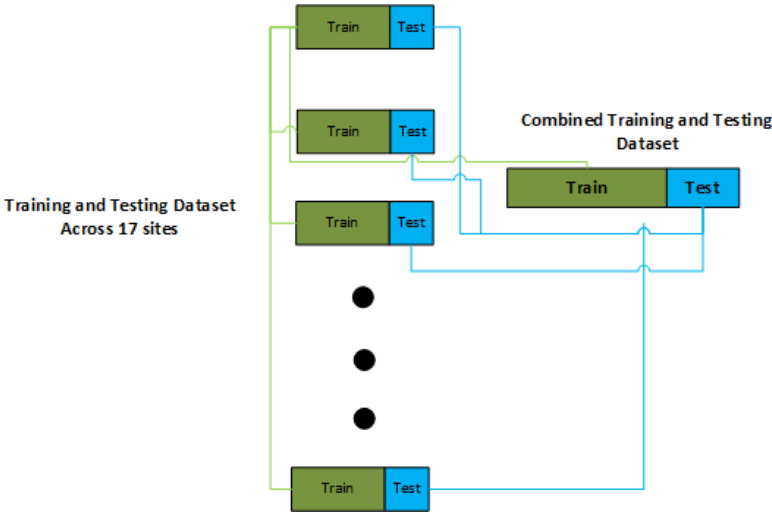 Train Test
Train Test
Combined Training and Testing
Dataset
Train Test
Training and Testing Dataset
Across 17 sites
Train Test
Train Test